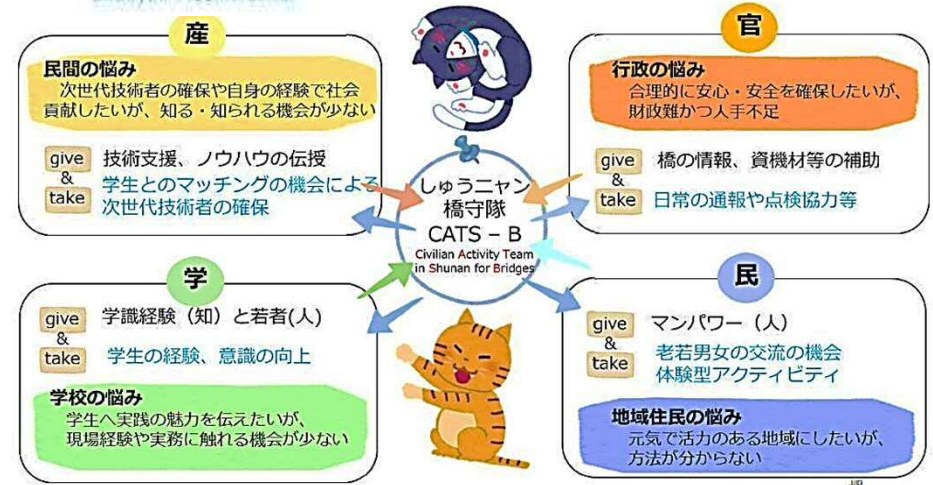 産
民間の悩み
次世代技術者の確保や自身の経験で社会
貢献したいが、知る・知られる機会が少ない
give
&
take
技術支援、ノウハウの伝授
学生とのマッチングの機会による
次世代技術者の確保
官
行政の悩み
合理的に安心・安全を確保したいが、
財政難かつ人手不足
give
&
take
橋の情報、資機材等の補助
日常の通報や点検協力等
しゅうニャン
橋守隊
CATS – B
Civilian Activity Team
in Shunan for Bridges
学
give
&
take
学識経験（知）と若者(人)
学生の経験、意識の向上
学校の悩み
学生へ実践の魅力を伝えたいが、
現場経験や実務に触れる機会が少ない
民
give
&
take
マンパワー（人）
老若男女の交流の機会
体験型アクティビティ
地域住民の悩み
元気で活力のある地域にしたいが、
方法が分からない